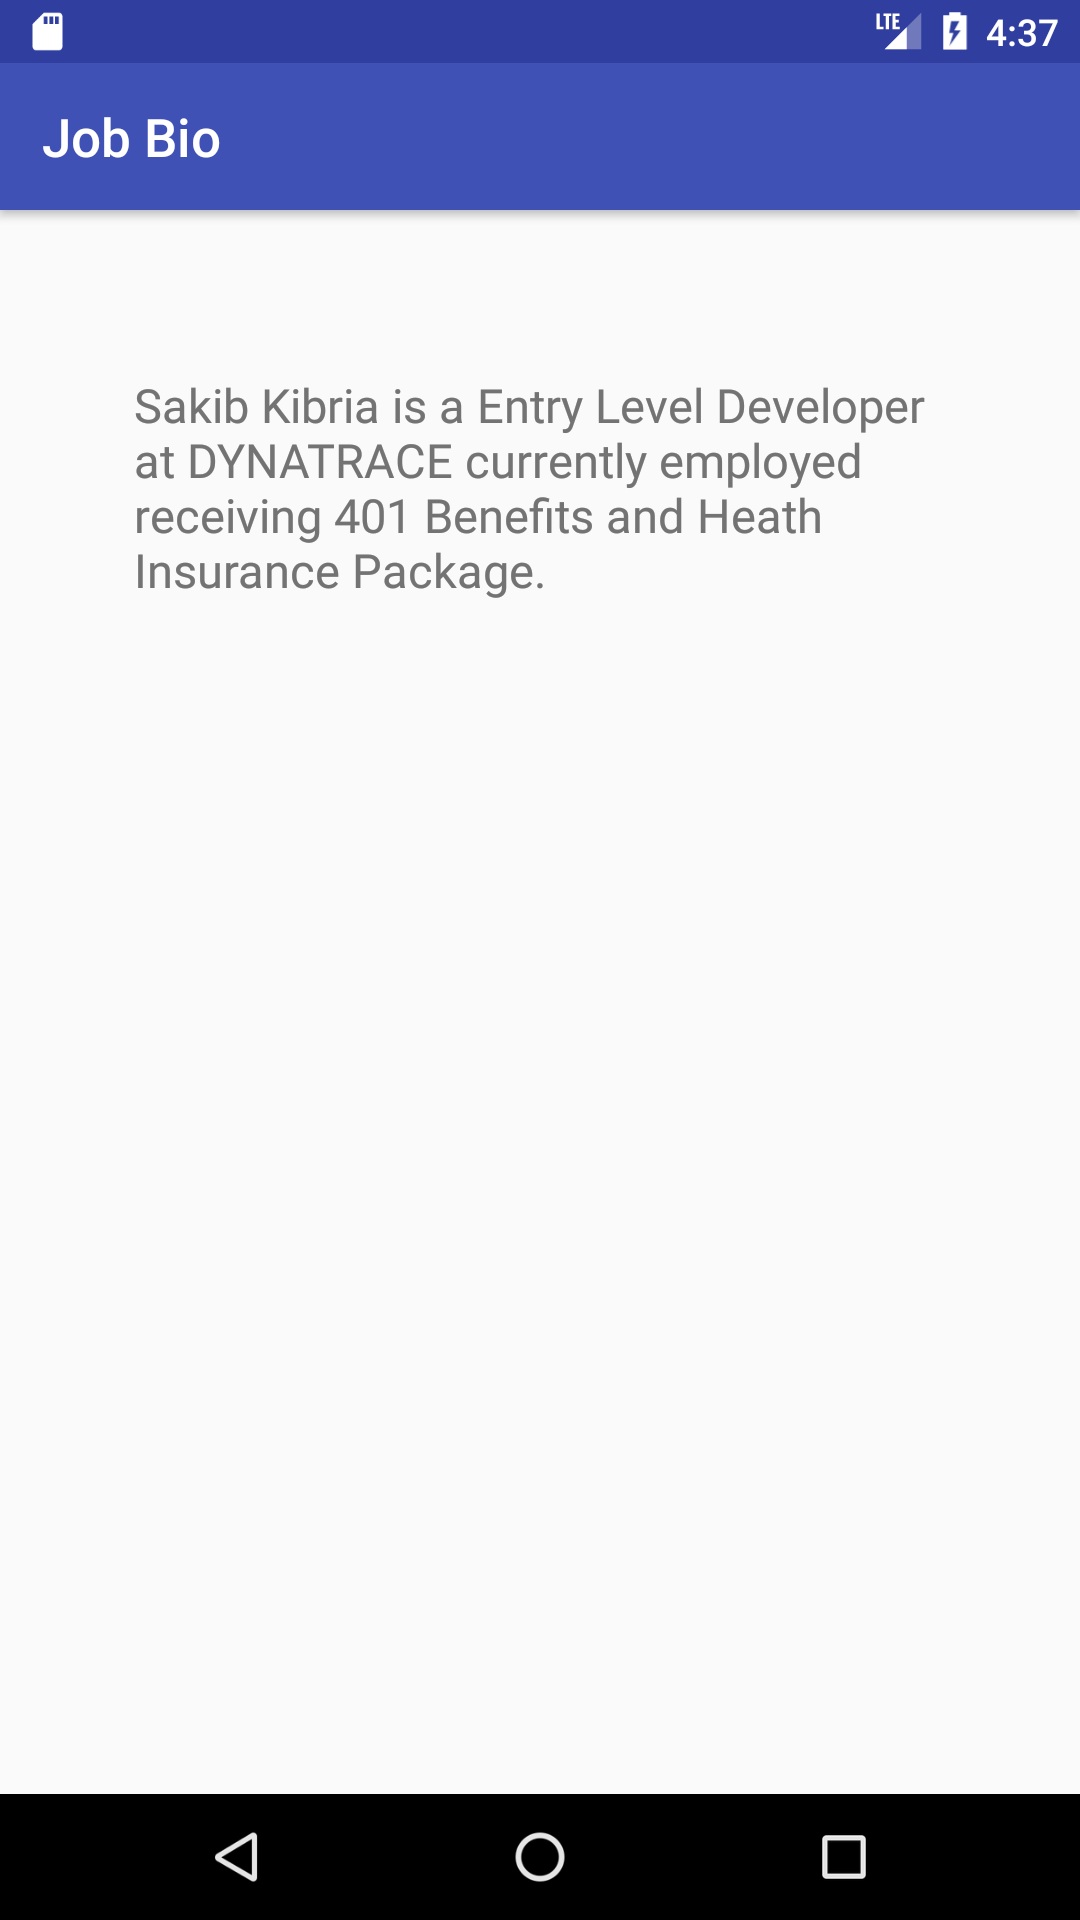 LTE 4:37
Job Bio
Sakib Kibria is a Entry Level Developer
at DYNATRACE currently employed
receiving 401 Benefits and Heath
Insurance Package.